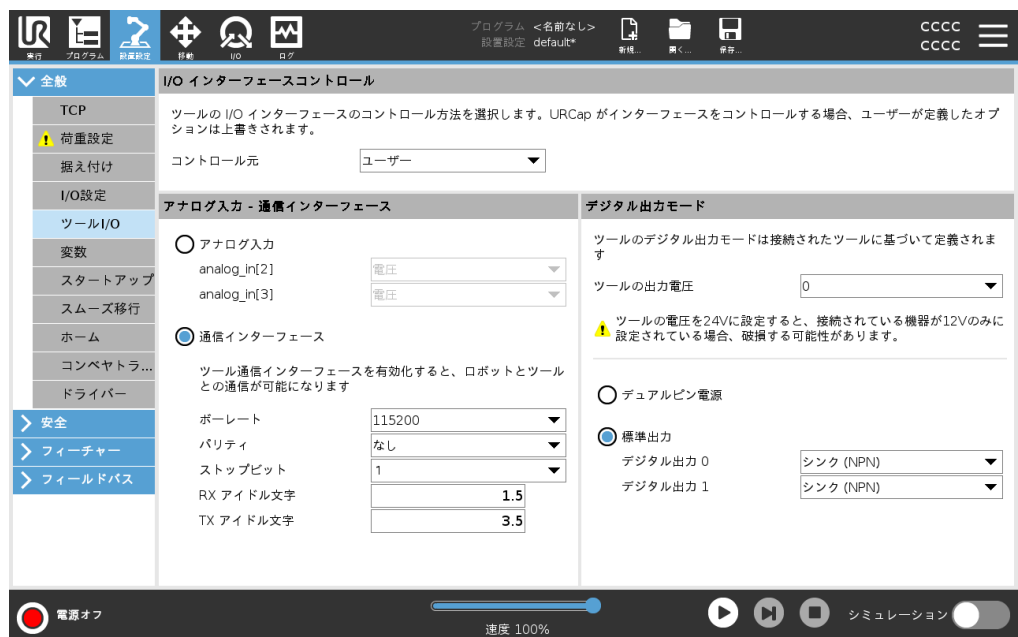 UR
実行
プログラム
設置設定
移動
I/O
ログ
プログラム <名前なし>
設置設定 default*
新規...
開く...
保存...
CCCC
CCCC
全般
TCP
荷重設定
据え付け
I/O設定
ツールI/O
変数
スタートアップ
スムーズ移行
ホーム
コンベヤトラ...
ドライバー
安全
フィーチャー
フィールドバス
I/O インターフェースコントロール
ツールの I/O インターフェースのコントロール方法を選択します。URCap がインターフェースをコントロールする場合、ユーザーが定義したオプ
ションは上書きされます。
コントロール元 ユーザー
アナログ入力 - 通信インターフェース
アナログ入力
analog_in[2] 電圧
analog_in[3] 電圧
通信インターフェース
ツール通信インターフェースを有効化すると、ロボットとツール
との通信が可能になります
ボーレート 115200
パリティ なし
ストップビット 1
RX アイドル文字 1.5
TX アイドル文字 3.5
デジタル出力モード
ツールのデジタル出力モードは接続されたツールに基づいて定義されま
す
ツールの出力電圧 0
ツールの電圧を24Vに設定すると、接続されている機器が12Vのみに
設定されている場合、破損する可能性があります。
デュアルピン電源
標準出力
デジタル出力 0 シンク (NPN)
デジタル出力 1 シンク (NPN)
電源オフ
速度 100%
シミュレーション